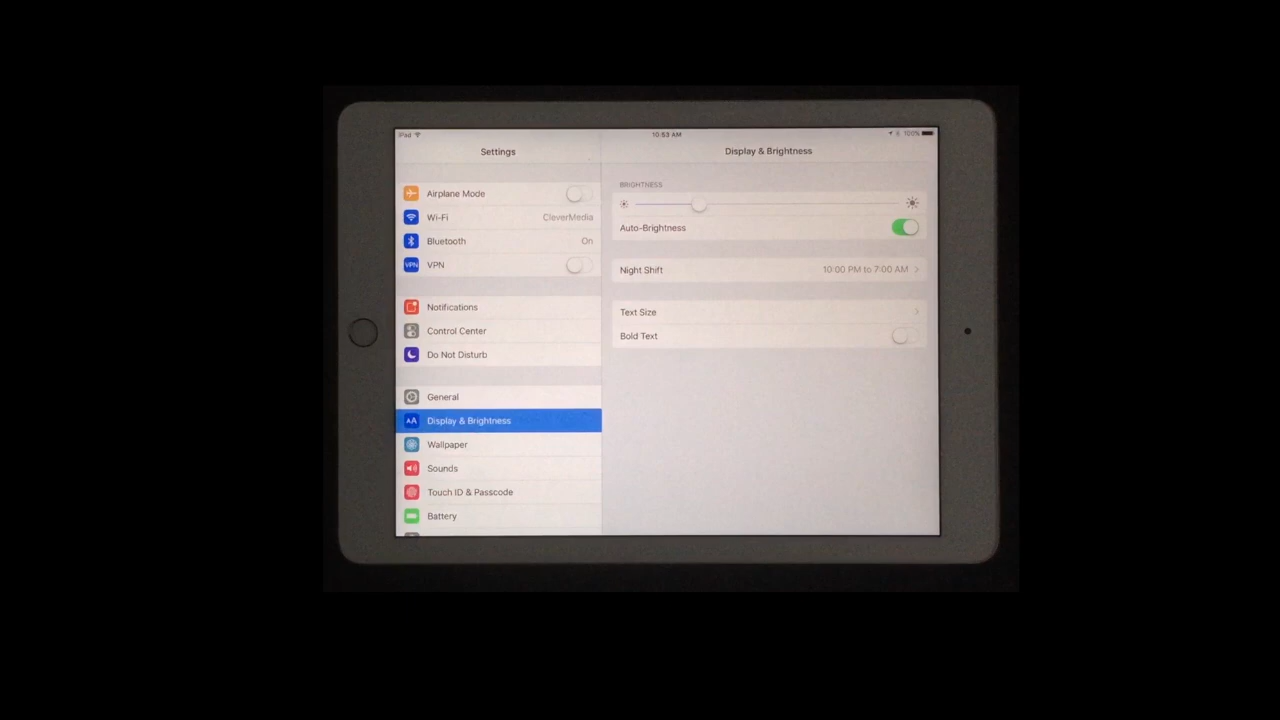 iPad
10:53 AM
100%
Settings
Display & Brightness
Airplane Mode
Wi-Fi CleverMedia
Bluetooth On
VPN VPN
Notifications
Control Center
Do Not Disturb
General
AA Display & Brightness
Wallpaper
Sounds
Touch ID & Passcode
Battery
BRIGHTNESS
Auto-Brightness
Night Shift 10:00 PM to 7:00 AM
Text Size
Bold Text